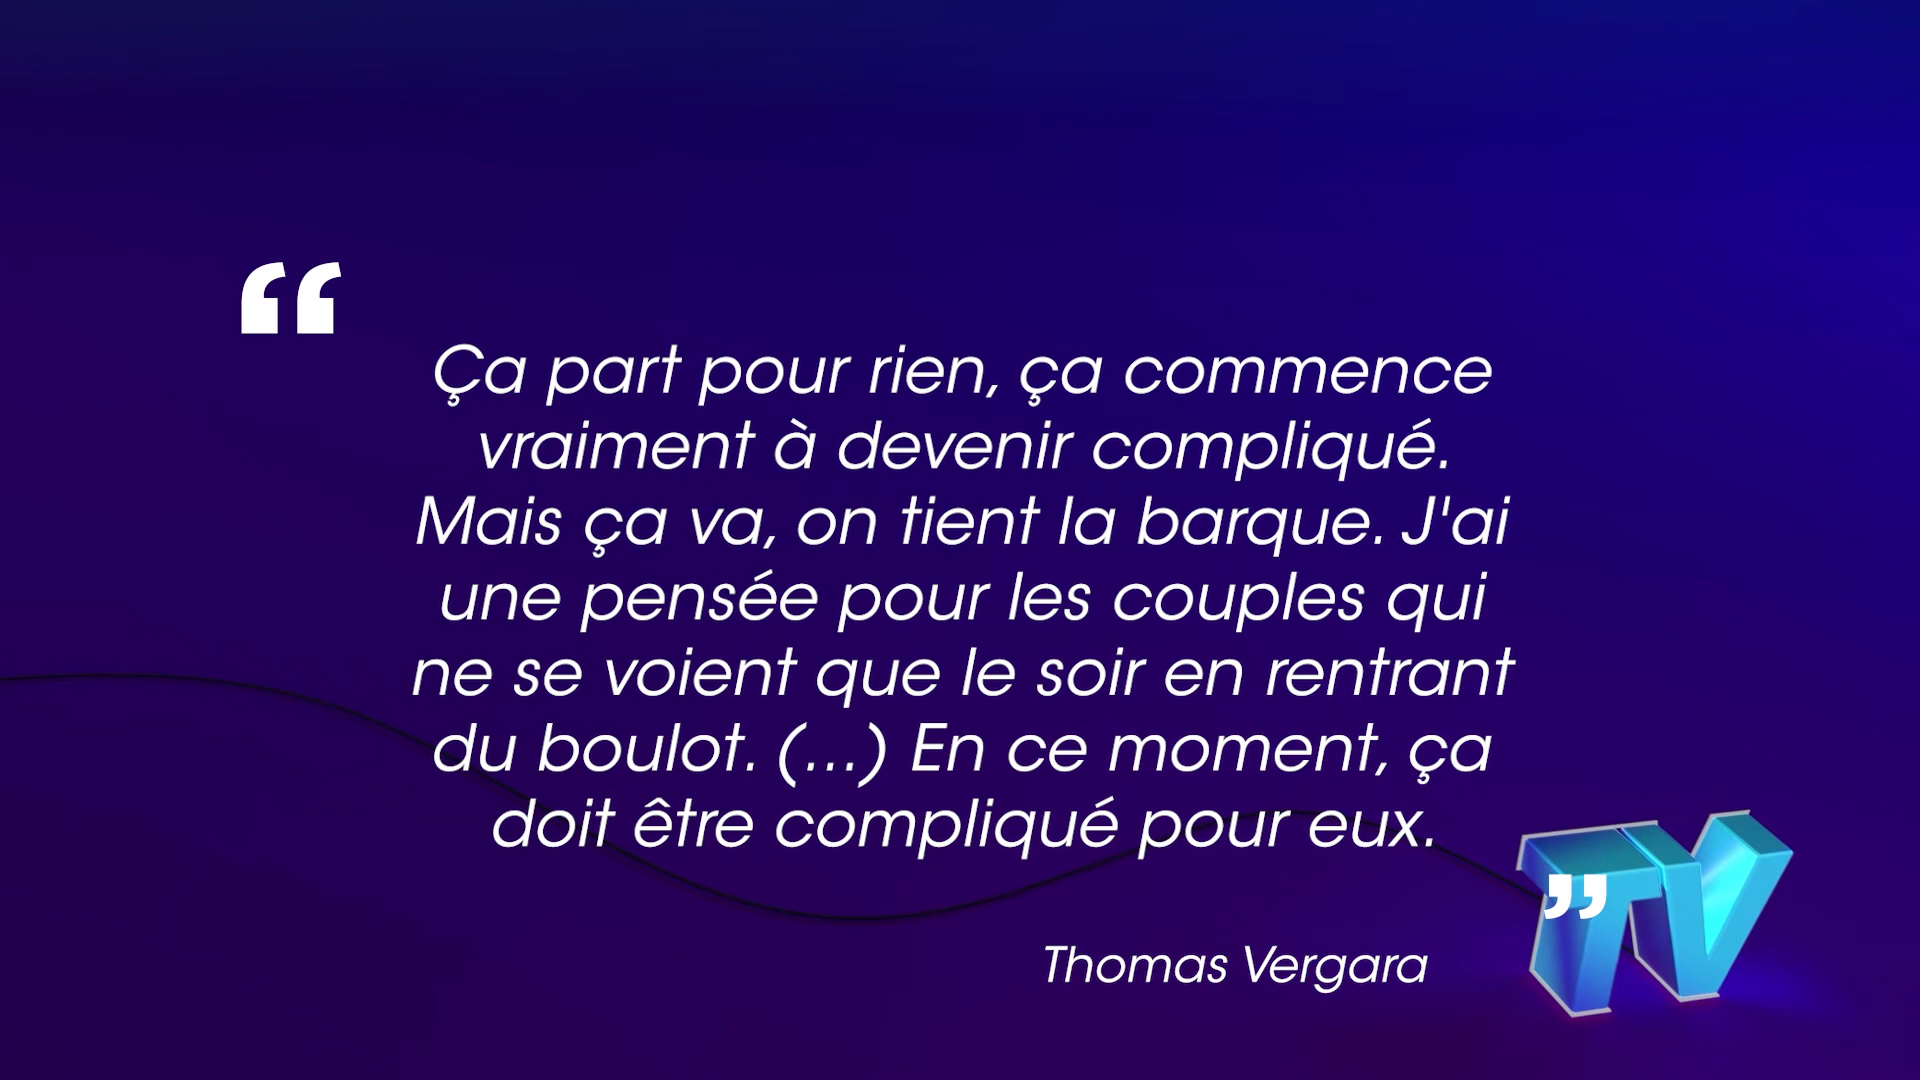 “
Ça part pour rien, ça commence
vraiment à devenir compliqué.
Mais ça va, on tient la barque. J'ai
une pensée pour les couples qui
ne se voient que le soir en rentrant
du boulot. (...) En ce moment, ça
doit être compliqué pour eux.
”
Thomas Vergara
TV